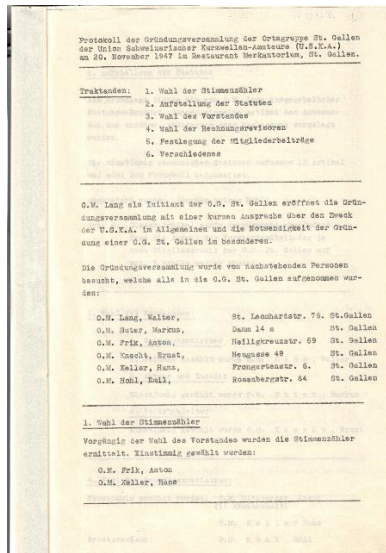 Protokoll der Gründungsversammlung der Ortsgruppe St. Gallen
der Union Schweizerischer Kurzwellen-Amateure (U.S.K.A.)
am 20. November 1947 im Restaurant Merkantorium, St. Gallen.
Traktanden: 1. Wahl der Stimmenzähler
2. Aufstellung der Statuten
3. Wahl des Vorstandes
4. Wahl der Rechnungsrevisoren
5. Festlegung der Mitgliederbeiträge
6. Verschiedenes
O.M. Lang als Initiant der O.G. St. Gallen eröffnet die Grün-
dungsversammlung mit einer kurzen Ansprache über den Zweck
der U.S.K.A. im Allgemeinen und die Notwendigkeit der Grün-
dung einer O.G. St. Gallen im besonderen.
Die Gründungsversammlung wurde von nachstehenden Personen
besucht, welche als in die O.G. St. Gallen aufgenommen wur-
den:
O.M. Lang, Walter, St. Leonhardstr. 76. St.Gallen
O.M. Huter, Markus, Damm 14 a St. Gallen
O.M. Frik, Anton, Heiligkreuzstr. 59 St. Gallen
O.M. Knecht, Ernst, Neugasse 49 St. Gallen
O.M. Keller, Hans, Frongartenstr. 6. St. Gallen
O.M. Hohl, Emil, Rosenbergstr. 84 St. Gallen
1. Wahl der Stimmenzähler
Vorgängig der Wahl des Vorstandes wurden die Stimmenzähler
ermittelt. Einstimmig gewählt wurden:
O.M. Frik, Anton
O.M. Keller, Hans